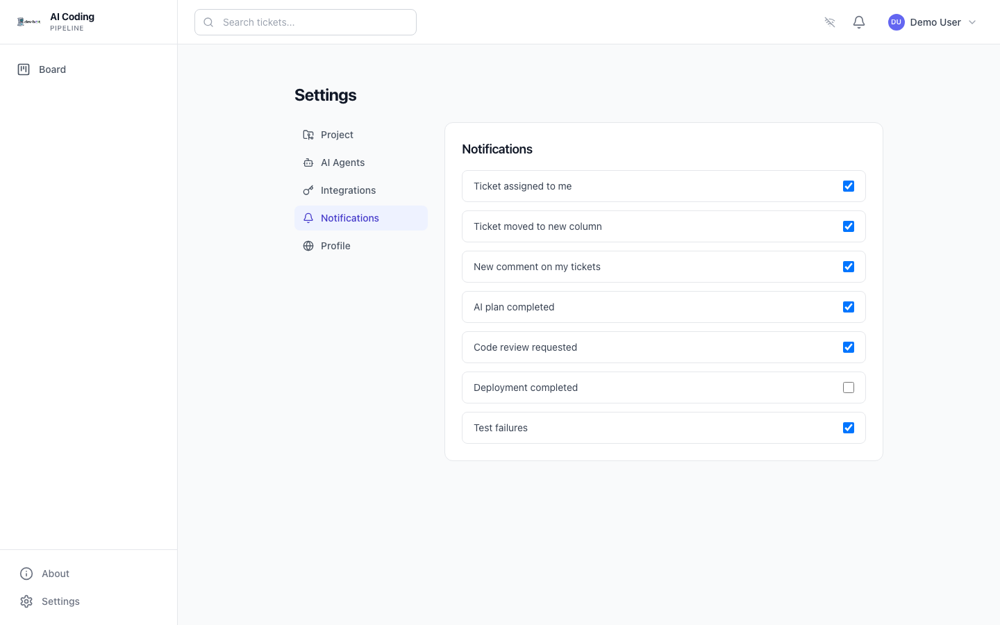 AI Coding
PIPELINE
Search tickets...
DU
Demo User
Board
Settings
Project
AI Agents
Integrations
Notifications
Profile
Notifications
Ticket assigned to me
Ticket moved to new column
New comment on my tickets
AI plan completed
Code review requested
Deployment completed
Test failures
About
Settings